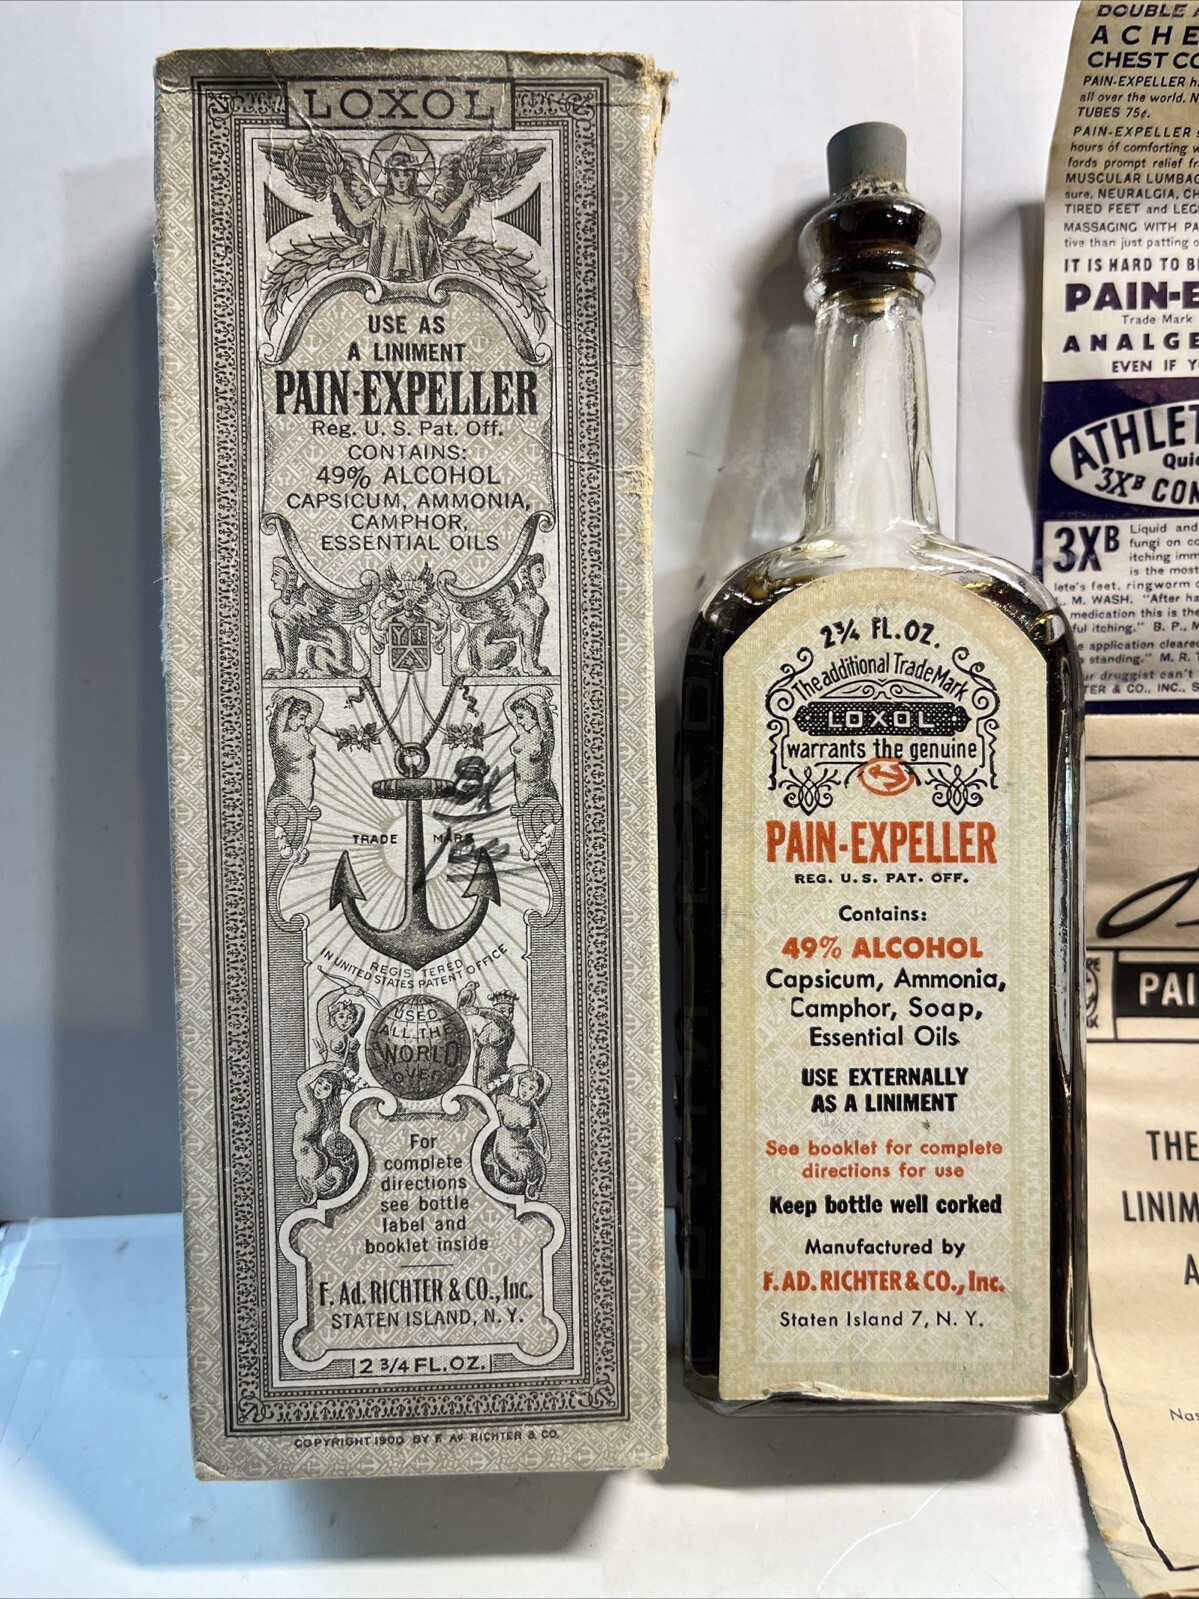 LOXOL
USE AS
A LINIMENT
PAIN-EXPELLER
Reg. U. S. Pat. Off.
CONTAINS:
49% ALCOHOL
CAPSICUM, AMMONIA,
CAMPHOR,
ESSENTIAL OILS
TRADE MARK
REGISTERED
IN UNITED STATES PATENT OFFICE
USED
ALL THE
WORLD
OVER
For
complete
directions
see bottle
label and
booklet inside
F. Ad. RICHTER & CO., Inc.
STATEN ISLAND, N. Y.
2 3/4 FL. OZ.
COPYRIGHT 1900 BY F. AD. RICHTER & CO.
2 3/4 FL. OZ.
The additional Trade Mark
LOXOL
warrants the genuine
PAIN-EXPELLER
REG. U. S. PAT. OFF.
Contains:
49% ALCOHOL
Capsicum, Ammonia,
Camphor, Soap,
Essential Oils
USE EXTERNALLY
AS A LINIMENT
See booklet for complete
directions for use
Keep bottle well corked
Manufactured by
F. AD. RICHTER & CO., Inc.
Staten Island 7, N. Y.
DOUBLE
ACHE
CHEST CO
PAIN-EXPELLER
all over the world. N
TUBES 75¢.
PAIN-EXPELLER
hours of comforting w
fords prompt relief fr
MUSCULAR LUMBAG
sure, NEURALGIA, CH
TIRED FEET and LEGS
MASSAGING WITH PA
tive than just patting o
IT IS HARD TO B
PAIN-E
Trade Mark
ANALGE
EVEN IF Y
ATHLET
Quic
3XB CON
3XB
Liquid and
fungi on co
itching imm
is the most
lete's feet, ringworm
M. WASH. "After ha
medication this is the
ful itching." B. P., M
application cleared
standing." M. R. T
ur druggist can't
TER & CO., INC., S
PAI
THE
LINIM
A
Nas